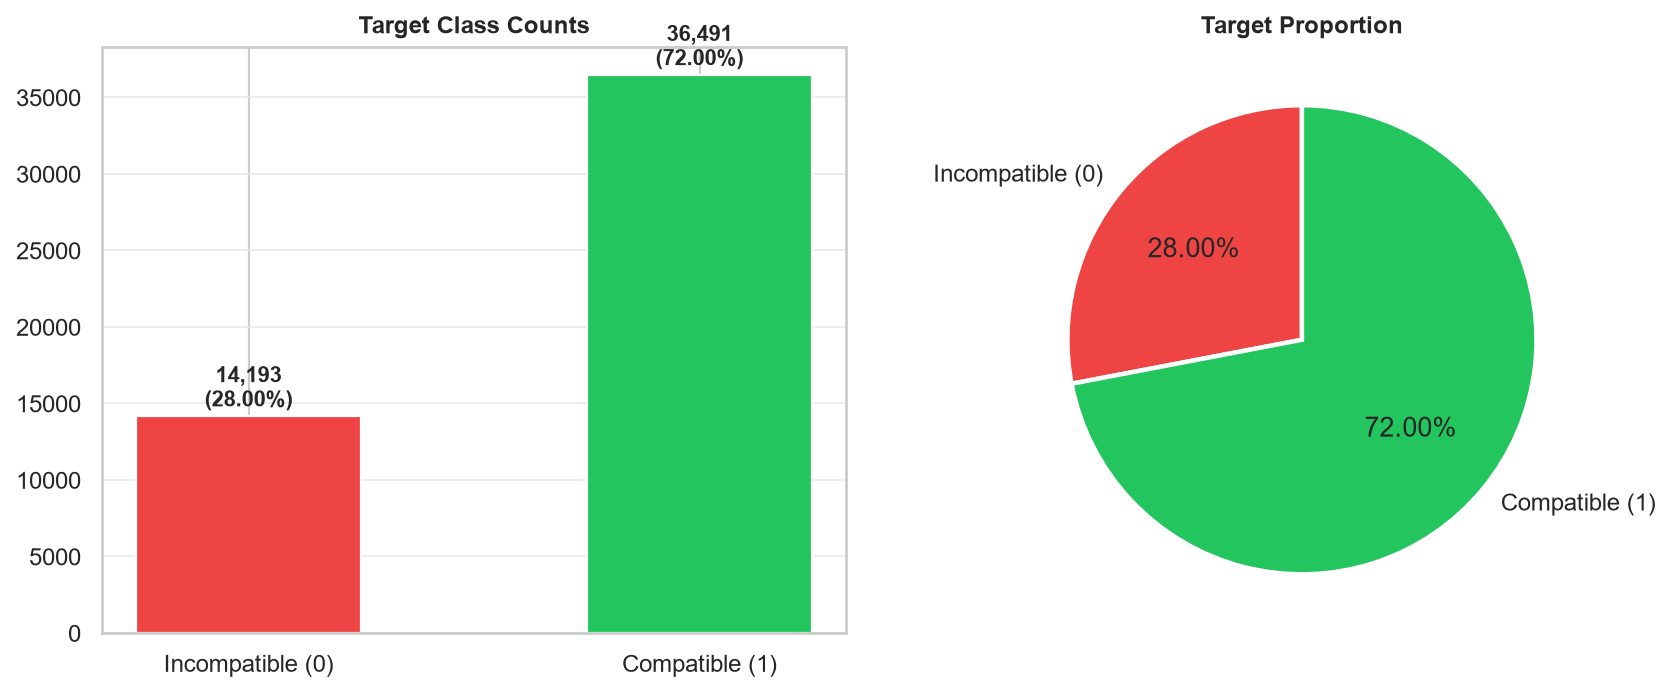 Target Class Counts
36,491
(72.00%)
14,193
(28.00%)
35000
30000
25000
20000
15000
10000
5000
0
Incompatible (0)
Compatible (1)
Target Proportion
Incompatible (0)
28.00%
72.00%
Compatible (1)